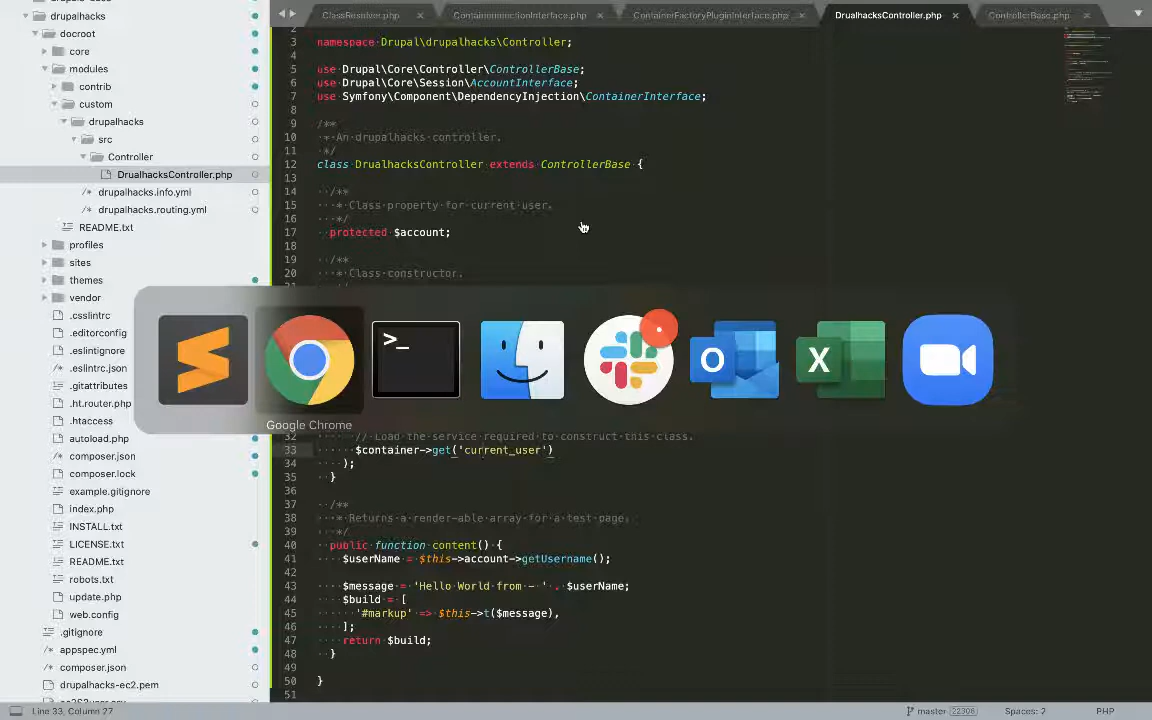 drupalhacks
docroot
core
modules
contrib
custom
drupalhacks
src
Controller
DrualhacksController.php
drupalhacks.info.yml
drupalhacks.routing.yml
README.txt
profiles
sites
themes
vendor
.csslintrc
.editorconfig
.eslintignore
.eslintrc.json
.gitattributes
.ht.router.php
.htaccess
autoload.php
composer.json
composer.lock
example.gitignore
index.php
INSTALL.txt
LICENSE.txt
README.txt
robots.txt
update.php
web.config
.gitignore
appspec.yml
composer.json
drupalhacks-ec2.pem
ClassResolver.php
ContainerFactoryPluginInterface.php
DrualhacksController.php
ControllerBase.php
2
3 namespace Drupal\drupalhacks\Controller;
4
5 use Drupal\Core\Controller\ControllerBase;
6 use Drupal\Core\Session\AccountInterface;
7 use Symfony\Component\DependencyInjection\ContainerInterface;
8
9 /**
10 * An drupalhacks controller.
11 */
12 class DrualhacksController extends ControllerBase {
13
14 /**
15 * Class property for current user.
16 */
17 protected $account;
18
19 /**
20 * Class constructor.
Google Chrome
32 // Load the service required to construct this class.
33 $container->get('current_user')
34 );
35 }
36
37 /**
38 * Returns a render-able array for a test page.
39 */
40 public function content() {
41 $userName = $this->account->getUsername();
42
43 $message = 'Hello World from - ' . $userName;
44 $build = [
45 '#markup' => $this->t($message),
46 ];
47 return $build;
48 }
49
50 }
51
Line 33, Column 27
master 22308
Spaces: 2
PHP